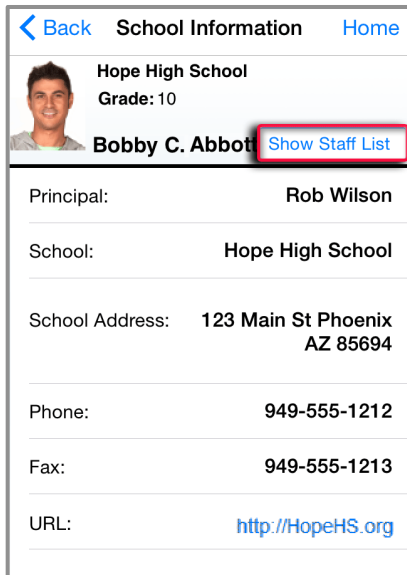 Back School Information Home
Hope High School
Grade: 10
Bobby C. Abbott Show Staff List
Principal: Rob Wilson
School: Hope High School
School Address: 123 Main St Phoenix
AZ 85694
Phone: 949-555-1212
Fax: 949-555-1213
URL: http://HopeHS.org